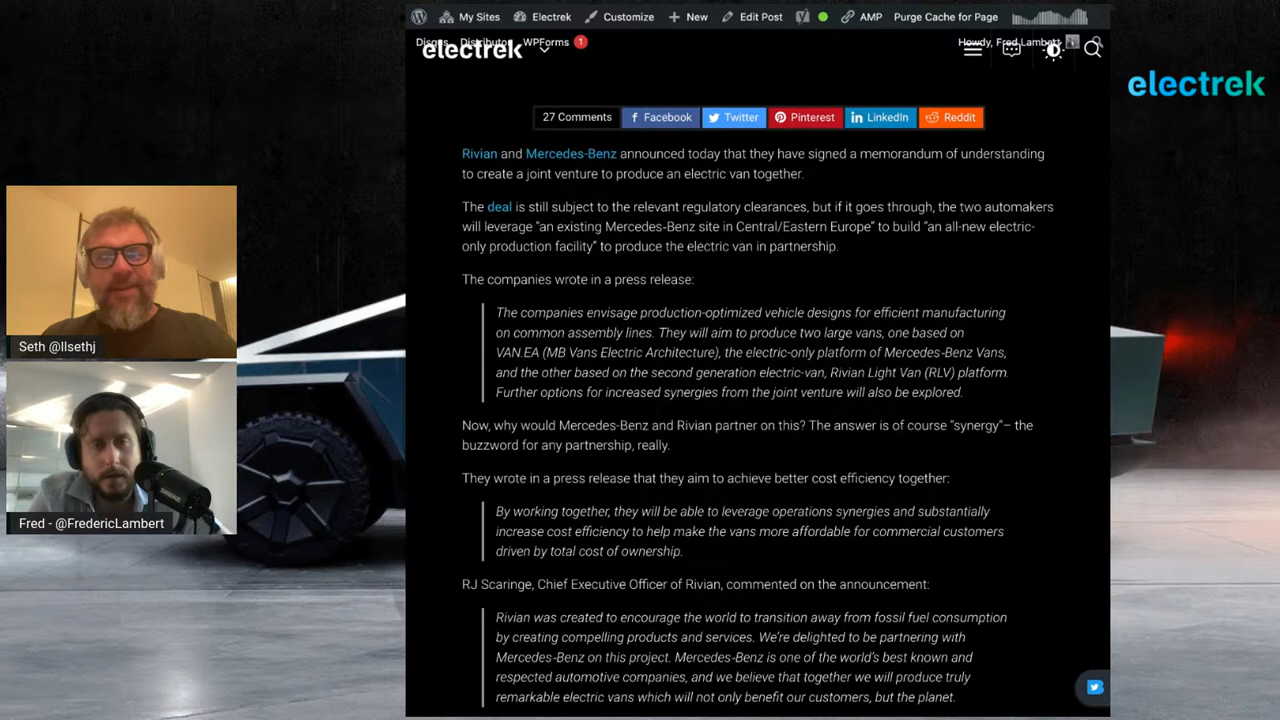 My Sites Electrek Customize New Edit Post AMP Purge Cache for Page
Disqus Distributor WPForms 1 Howdy, Fred Lambert
electrek
electrek
27 Comments Facebook Twitter Pinterest LinkedIn Reddit
Rivian and Mercedes-Benz announced today that they have signed a memorandum of understanding
to create a joint venture to produce an electric van together.
The deal is still subject to the relevant regulatory clearances, but if it goes through, the two automakers
will leverage “an existing Mercedes-Benz site in Central/Eastern Europe” to build “an all-new electric-
only production facility” to produce the electric van in partnership.
The companies wrote in a press release:
The companies envisage production-optimized vehicle designs for efficient manufacturing
on common assembly lines. They will aim to produce two large vans, one based on
VAN.EA (MB Vans Electric Architecture), the electric-only platform of Mercedes-Benz Vans,
and the other based on the second generation electric-van, Rivian Light Van (RLV) platform.
Further options for increased synergies from the joint venture will also be explored.
Now, why would Mercedes-Benz and Rivian partner on this? The answer is of course “synergy”– the
buzzword for any partnership, really.
They wrote in a press release that they aim to achieve better cost efficiency together:
By working together, they will be able to leverage operations synergies and substantially
increase cost efficiency to help make the vans more affordable for commercial customers
driven by total cost of ownership.
RJ Scaringe, Chief Executive Officer of Rivian, commented on the announcement:
Rivian was created to encourage the world to transition away from fossil fuel consumption
by creating compelling products and services. We’re delighted to be partnering with
Mercedes-Benz on this project. Mercedes-Benz is one of the world’s best known and
respected automotive companies, and we believe that together we will produce truly
remarkable electric vans which will not only benefit our customers, but the planet.
Seth @llsethj
Fred - @FredericLambert